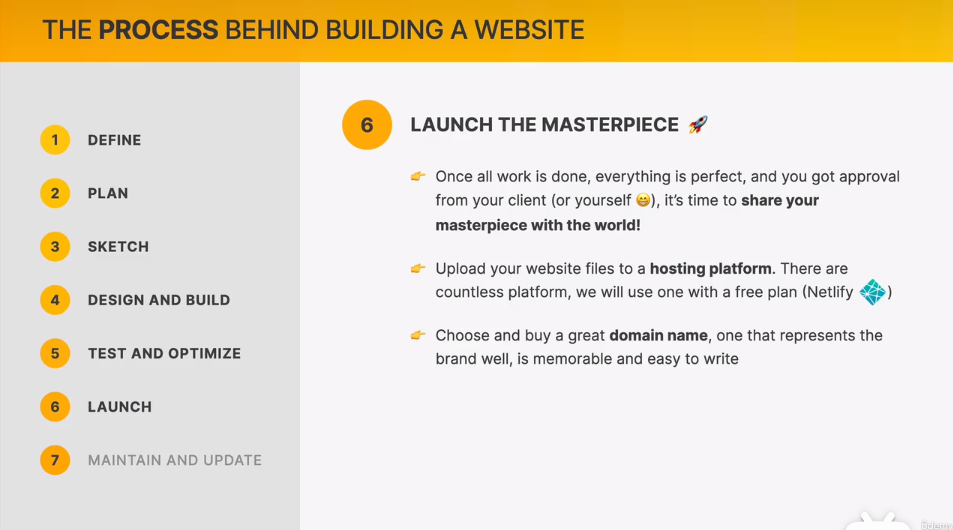 THE PROCESS BEHIND BUILDING A WEBSITE
1 DEFINE
2 PLAN
3 SKETCH
4 DESIGN AND BUILD
5 TEST AND OPTIMIZE
6 LAUNCH
7 MAINTAIN AND UPDATE
6 LAUNCH THE MASTERPIECE 🚀
👉 Once all work is done, everything is perfect, and you got approval
from your client (or yourself 😁), it’s time to share your
masterpiece with the world!
👉 Upload your website files to a hosting platform. There are
countless platform, we will use one with a free plan (Netlify )
👉 Choose and buy a great domain name, one that represents the
brand well, is memorable and easy to write
Udemy